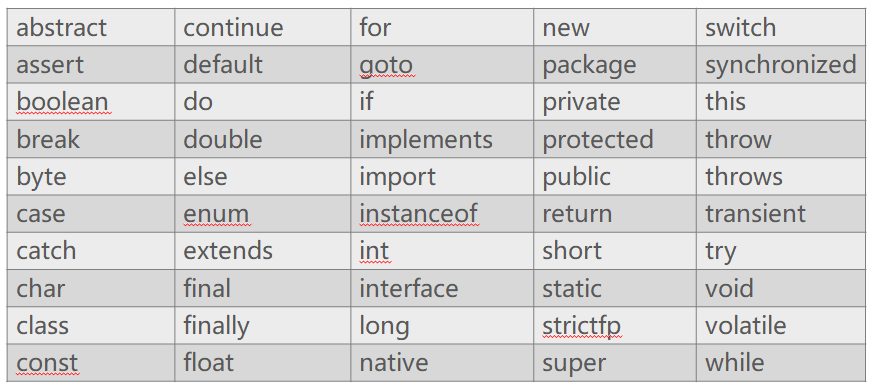 abstract continue for new switch
assert default goto package synchronized
boolean do if private this
break double implements protected throw
byte else import public throws
case enum instanceof return transient
catch extends int short try
char final interface static void
class finally long strictfp volatile
const float native super while